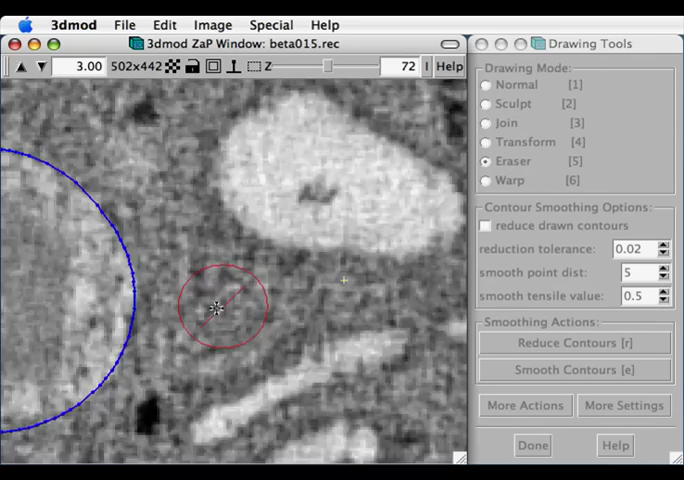 3dmod File Edit Image Special Help
3dmod ZaP Window: beta015.rec
3.00 502x442 Z 72 I Help
Drawing Tools
Drawing Mode:
Normal [1]
Sculpt [2]
Join [3]
Transform [4]
Eraser [5]
Warp [6]
Contour Smoothing Options:
reduce drawn contours
reduction tolerance: 0.02
smooth point dist: 5
smooth tensile value: 0.5
Smoothing Actions:
Reduce Contours [r]
Smooth Contours [e]
More Actions More Settings
Done Help